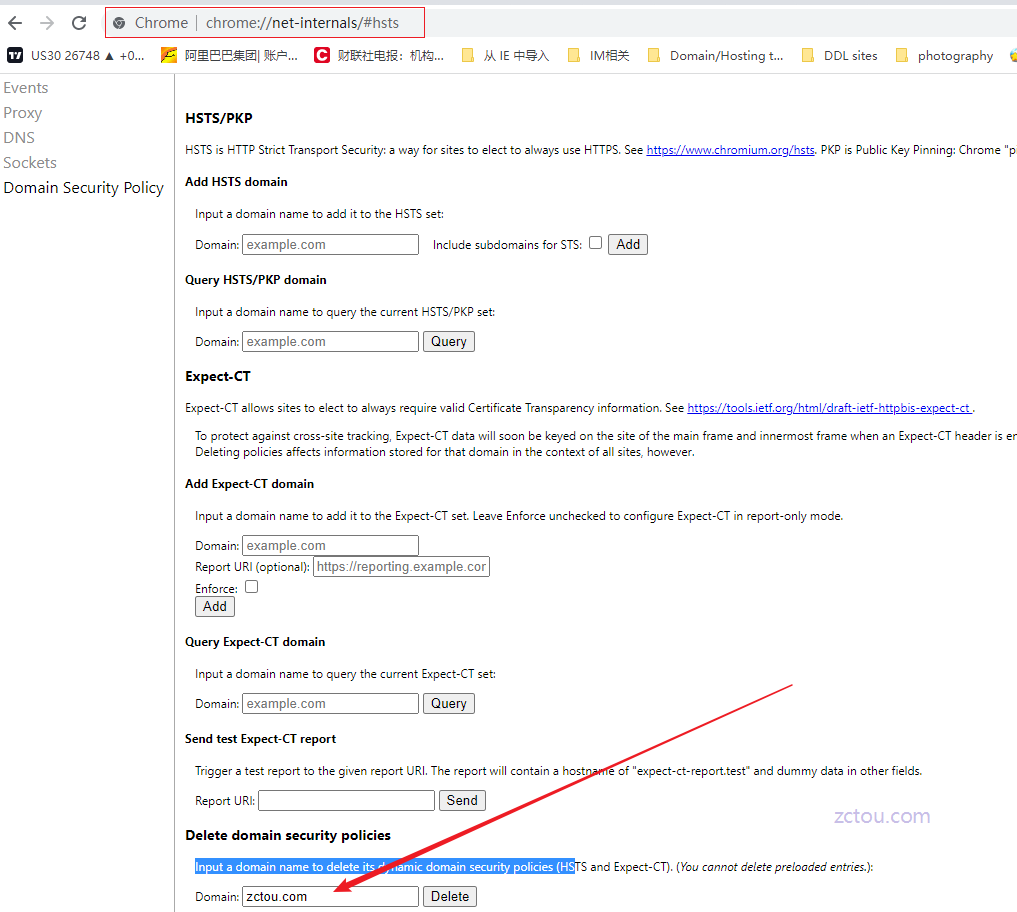 Chrome | chrome://net-internals/#hsts
US30 26748 ▲ +0... 阿里巴巴集团| 账户... C 财联社电报：机构... 从 IE 中导入 IM相关 Domain/Hosting t... DDL sites photography
Events
Proxy
DNS
Sockets
Domain Security Policy
HSTS/PKP
HSTS is HTTP Strict Transport Security: a way for sites to elect to always use HTTPS. See https://www.chromium.org/hsts. PKP is Public Key Pinning: Chrome "p
Add HSTS domain
Input a domain name to add it to the HSTS set:
Domain: example.com Include subdomains for STS: Add
Query HSTS/PKP domain
Input a domain name to query the current HSTS/PKP set:
Domain: example.com Query
Expect-CT
Expect-CT allows sites to elect to always require valid Certificate Transparency information. See https://tools.ietf.org/html/draft-ietf-httpbis-expect-ct .
To protect against cross-site tracking, Expect-CT data will soon be keyed on the site of the main frame and innermost frame when an Expect-CT header is en
Deleting policies affects information stored for that domain in the context of all sites, however.
Add Expect-CT domain
Input a domain name to add it to the Expect-CT set. Leave Enforce unchecked to configure Expect-CT in report-only mode.
Domain: example.com
Report URI (optional): https://reporting.example.cor
Enforce:
Add
Query Expect-CT domain
Input a domain name to query the current Expect-CT set:
Domain: example.com Query
Send test Expect-CT report
Trigger a test report to the given report URI. The report will contain a hostname of "expect-ct-report.test" and dummy data in other fields.
Report URI: Send
zctou.com
Delete domain security policies
Input a domain name to delete its dynamic domain security policies (HSTS and Expect-CT). (You cannot delete preloaded entries.):
Domain: zctou.com Delete